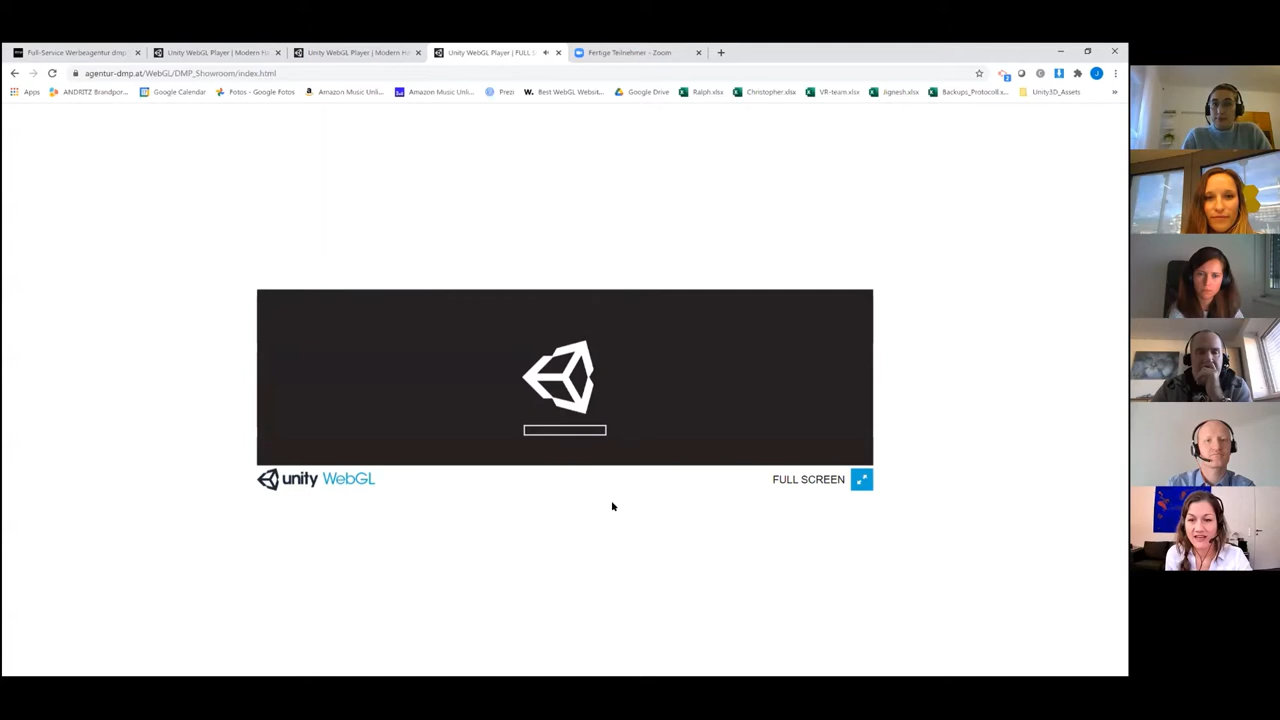 Full-Service Werbeagentur dmp
Unity WebGL Player | Modern Ha
Unity WebGL Player | Modern Ha
Unity WebGL Player | FULL S
Fertige Teilnehmer - Zoom
agentur-dmp.at/WebGL/DMP_Showroom/index.html
Apps
ANDRITZ Brandpor...
Google Calendar
Fotos - Google Fotos
Amazon Music Unli...
Amazon Music Unli...
Prezi
Best WebGL Websit...
Google Drive
Ralph.xlsx
Christopher.xlsx
VR-team.xlsx
Jignesh.xlsx
Backups_Protocoll.x...
Unity3D_Assets
unity WebGL
FULL SCREEN